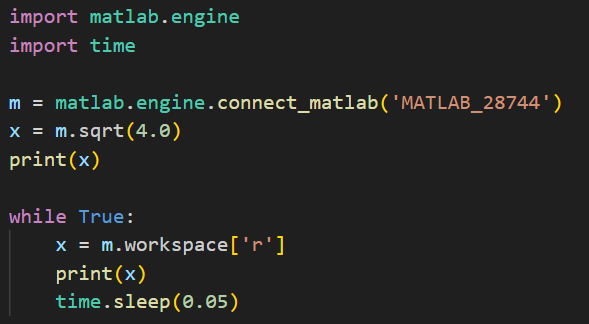 import matlab.engine
import time

m = matlab.engine.connect_matlab('MATLAB_28744')
x = m.sqrt(4.0)
print(x)

while True:
    x = m.workspace['r']
    print(x)
    time.sleep(0.05)